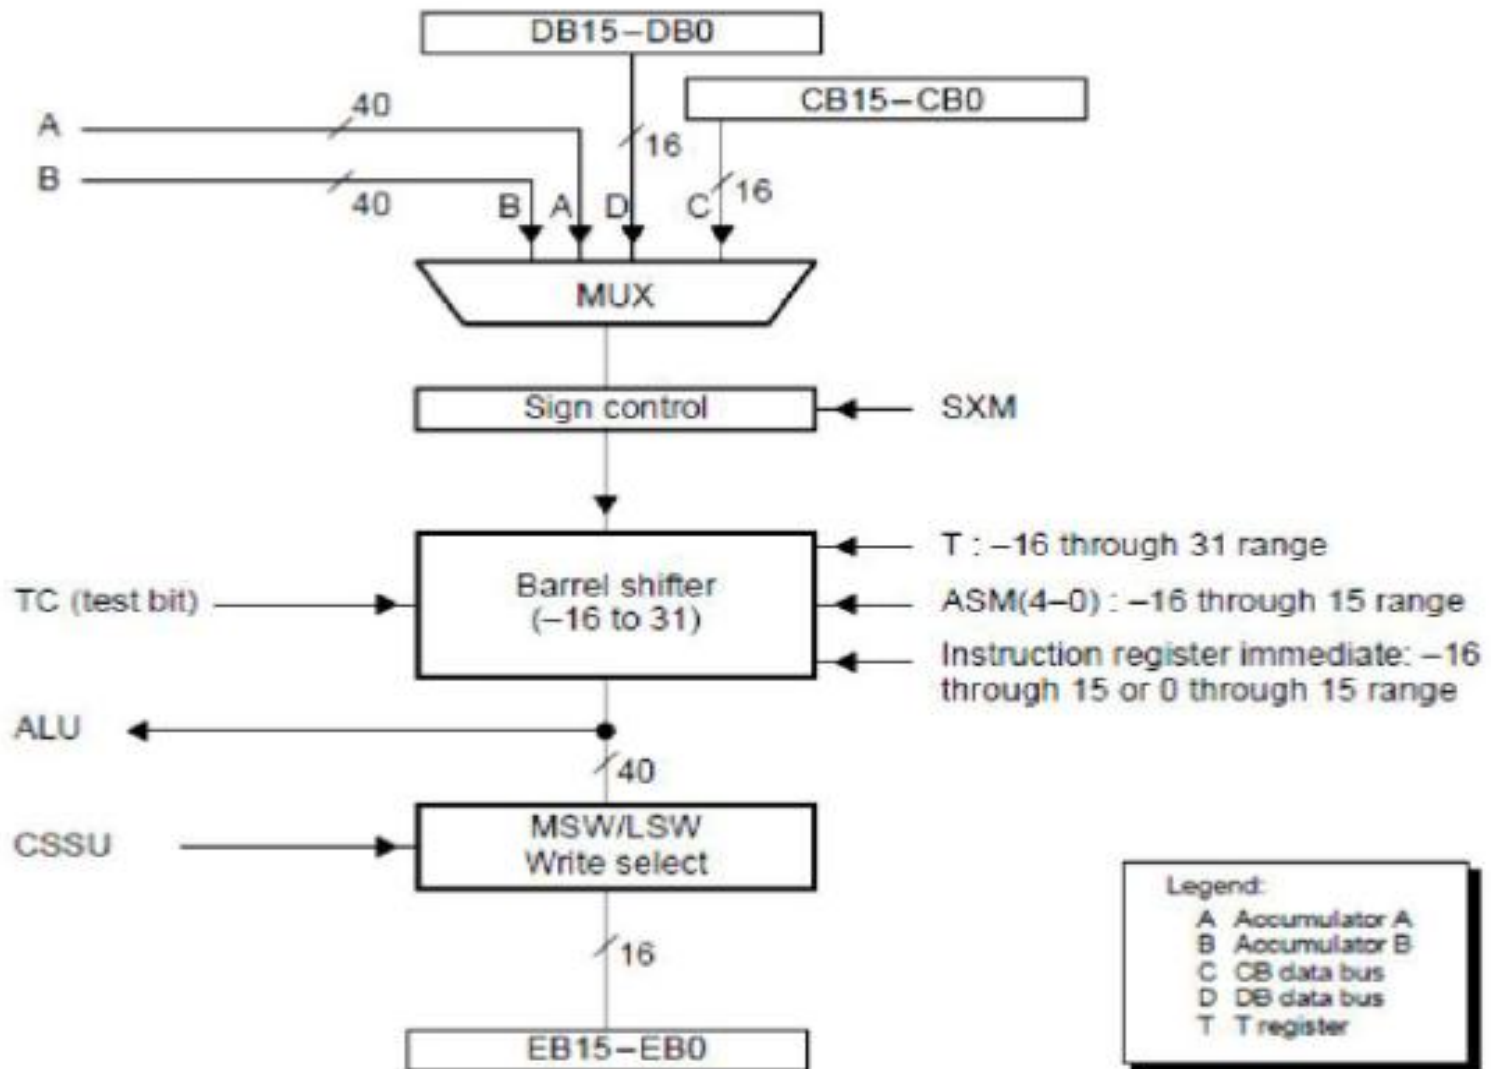 DB15–DB0
CB15–CB0
A
40
16
B
40
B A D C
16
MUX
Sign control
SXM
Barrel shifter
(–16 to 31)
TC (test bit)
T : –16 through 31 range
ASM(4–0) : –16 through 15 range
Instruction register immediate: –16
through 15 or 0 through 15 range
ALU
40
CSSU
MSW/LSW
Write select
16
EB15–EB0
Legend:
A Accumulator A
B Accumulator B
C CB data bus
D DB data bus
T T register